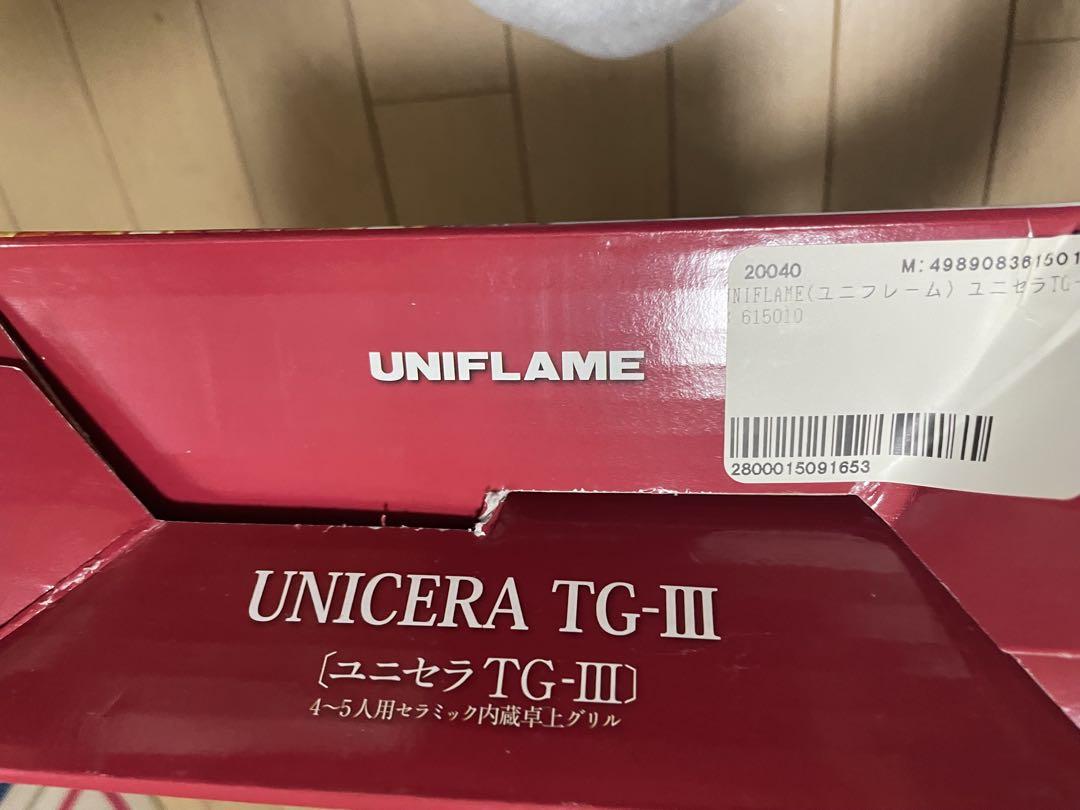 20040 M: 498908361501
UNIFLAME(ユニフレーム) ユニセラTG-
615010
UNIFLAME
2800015091653
UNICERA TG-III
〔ユニセラ TG-III〕
4〜5人用セラミック内蔵卓上グリル